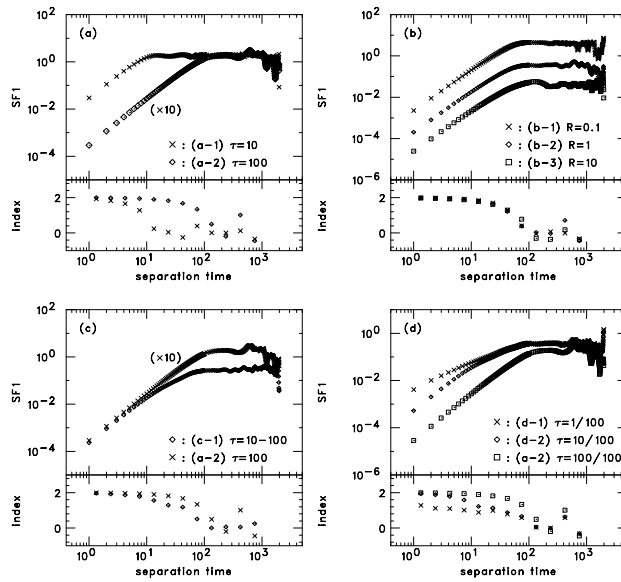 (a)
10²
10⁰
10⁻²
10⁻⁴
SF1
(×10)
× : (a-1) τ=10
◇ : (a-2) τ=100
2
0
index
10⁰ 10¹ 10² 10³
separation time
(b)
10²
10⁰
10⁻²
10⁻⁴
10⁻⁶
SF1
× : (b-1) R=0.1
◇ : (b-2) R=1
□ : (b-3) R=10
2
0
index
10⁰ 10¹ 10² 10³
separation time
(c)
10²
10⁰
10⁻²
10⁻⁴
SF1
(×10)
◇ : (c-1) τ=10-100
× : (a-2) τ=100
2
0
index
10⁰ 10¹ 10² 10³
separation time
(d)
10²
10⁰
10⁻²
10⁻⁴
10⁻⁶
SF1
× : (d-1) τ=1/100
◇ : (d-2) τ=10/100
□ : (a-2) τ=100/100
2
0
index
10⁰ 10¹ 10² 10³
separation time